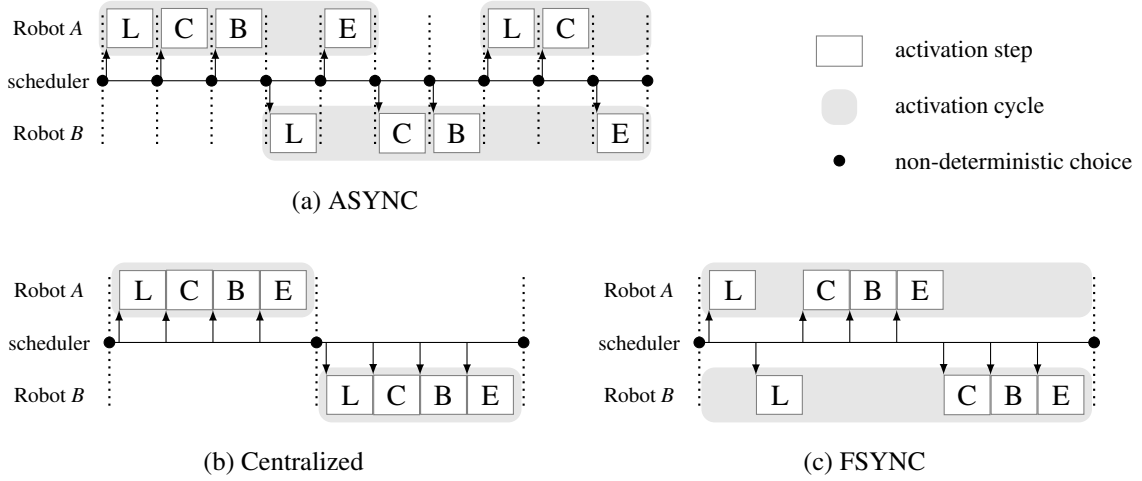 Robot A L C B E L C
scheduler
Robot B L C B E
(a) ASYNC
activation step
activation cycle
non-deterministic choice
Robot A L C B E
scheduler
Robot B L C B E
(b) Centralized
Robot A L C B E
scheduler
Robot B L C B E
(c) FSYNC